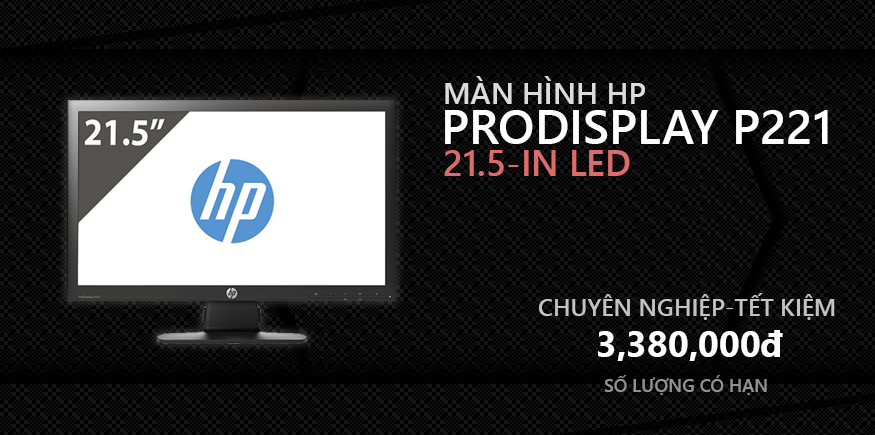 MÀN HÌNH HP
PRODISPLAY P221
21.5-IN LED
21.5”
hp
hp
CHUYÊN NGHIỆP-TẾT KIỆM
3,380,000đ
SỐ LƯỢNG CÓ HẠN